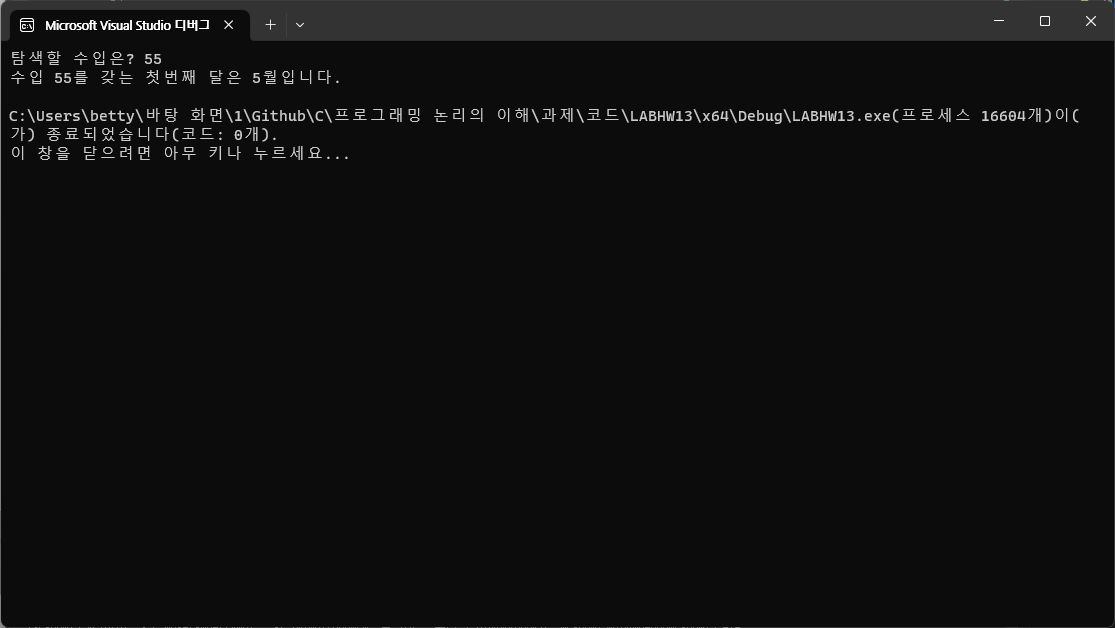 Microsoft Visual Studio 디버그
탐색할 수입은? 55
수입 55를 갖는 첫번째 달은 5월입니다.
C:\Users\betty\바탕 화면\1\Github\C\프로그래밍 논리의 이해\과제\코드\LABHW13\x64\Debug\LABHW13.exe(프로세스 16604개)이(
가) 종료되었습니다(코드: 0개).
이 창을 닫으려면 아무 키나 누르세요...